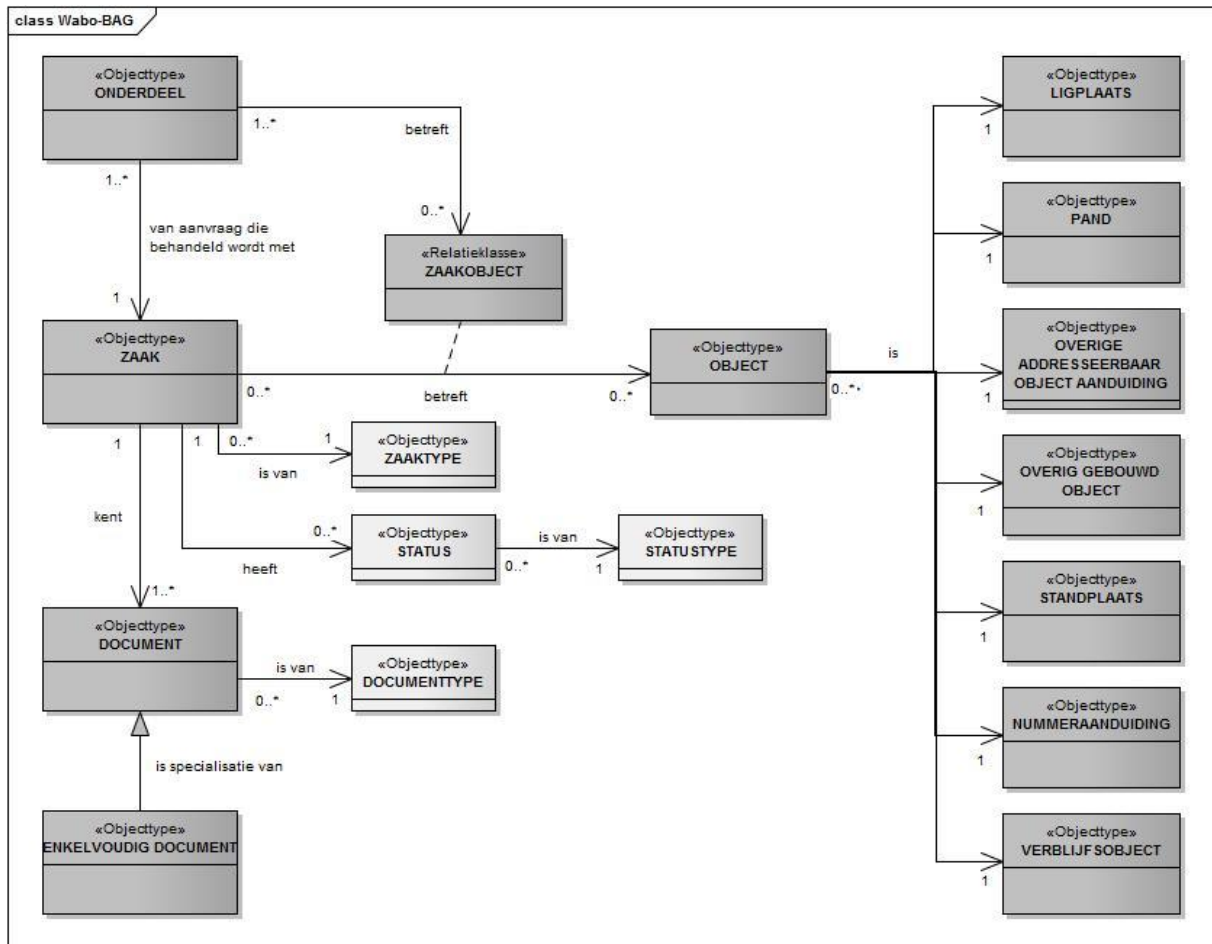 class Wabo-BAG
«Objecttype»
ONDERDEEL
1..*
betreft
0..*
1..*
van aanvraag die
behandeld wordt met
1
«Relatieklasse»
ZAAKOBJECT
«Objecttype»
ZAAK
0..*
betreft
0..*
«Objecttype»
OBJECT
0..*
is
1
1
0..*
1
is van
«Objecttype»
ZAAKTYPE
kent
1..*
heeft
0..*
«Objecttype»
STATUS
0..*
is van
1
«Objecttype»
STATUSTYPE
«Objecttype»
DOCUMENT
is van
0..*
1
«Objecttype»
DOCUMENTTYPE
is specialisatie van
«Objecttype»
ENKELVOUDIG DOCUMENT
«Objecttype»
LIGPLAATS
1
«Objecttype»
PAND
1
«Objecttype»
OVERIGE
ADDRESSEERBAAR
OBJECT AANDUIDING
1
«Objecttype»
OVERIG GEBOUWD
OBJECT
1
«Objecttype»
STANDPLAATS
1
«Objecttype»
NUMMERAANDUIDING
1
«Objecttype»
VERBLIJFSOBJECT
1